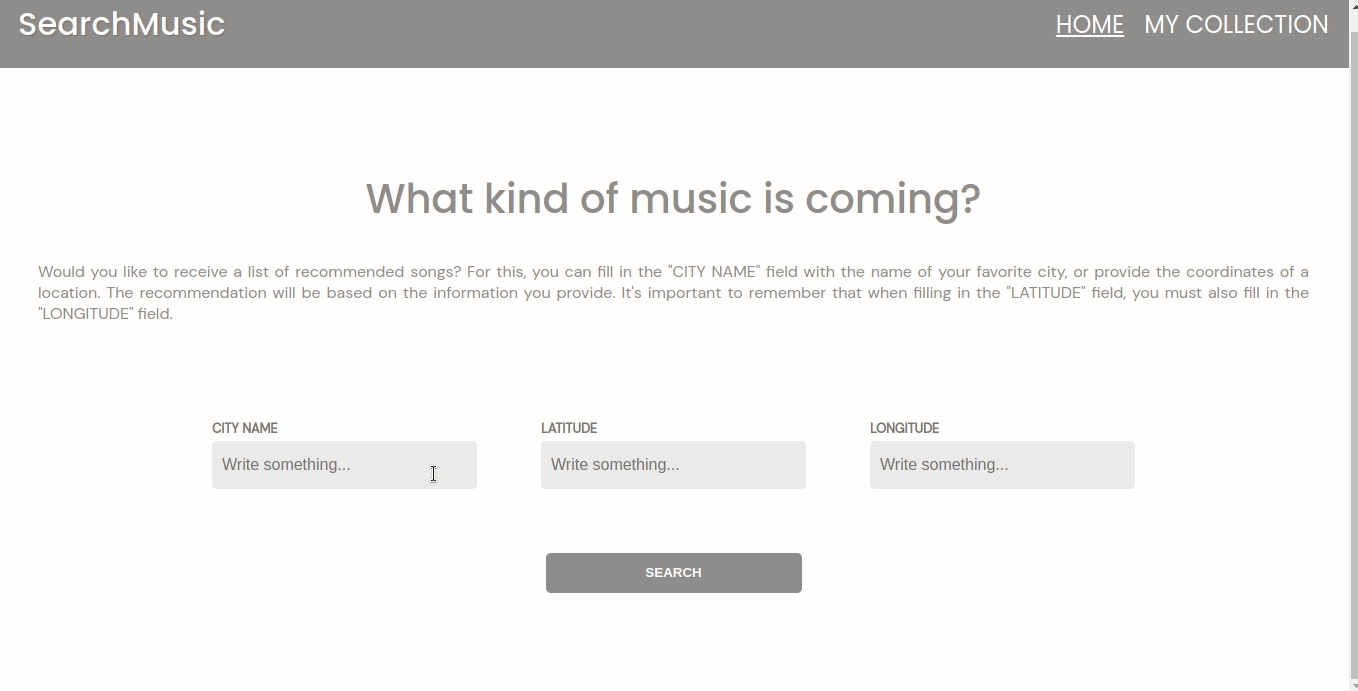 SearchMusic
HOME MY COLLECTION
What kind of music is coming?
Would you like to receive a list of recommended songs? For this, you can fill in the "CITY NAME" field with the name of your favorite city, or provide the coordinates of a
location. The recommendation will be based on the information you provide. It's important to remember that when filling in the "LATITUDE" field, you must also fill in the
"LONGITUDE" field.
CITY NAME LATITUDE LONGITUDE
Write something... Write something... Write something...
SEARCH